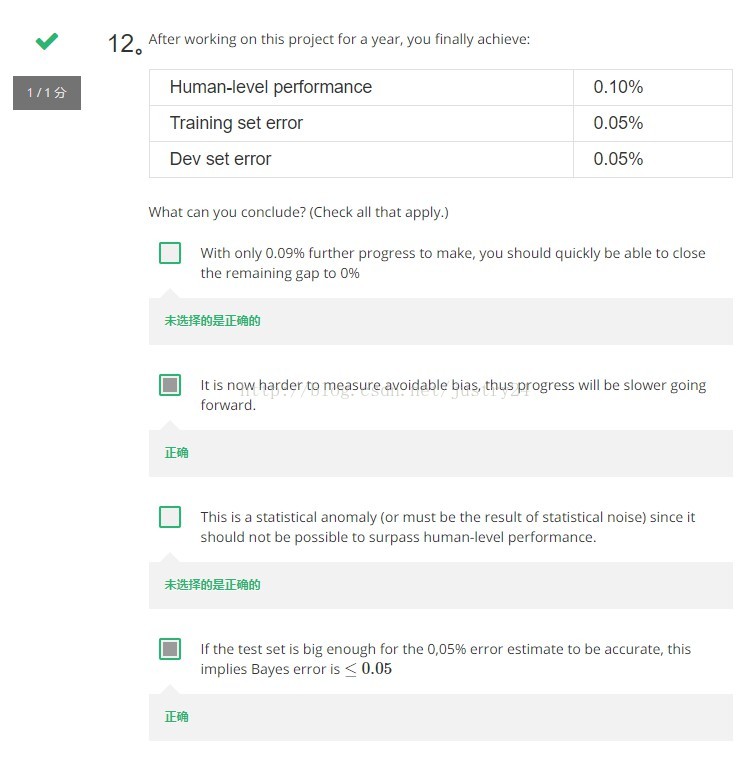 12。 After working on this project for a year, you finally achieve:
1 / 1 分
Human-level performance 0.10%
Training set error 0.05%
Dev set error 0.05%
What can you conclude? (Check all that apply.)
With only 0.09% further progress to make, you should quickly be able to close
the remaining gap to 0%
未选择的是正确的
It is now harder to measure avoidable bias, thus progress will be slower going
forward.
http://blog.csdn.net/justry24
正确
This is a statistical anomaly (or must be the result of statistical noise) since it
should not be possible to surpass human-level performance.
未选择的是正确的
If the test set is big enough for the 0,05% error estimate to be accurate, this
implies Bayes error is ≤ 0.05
正确